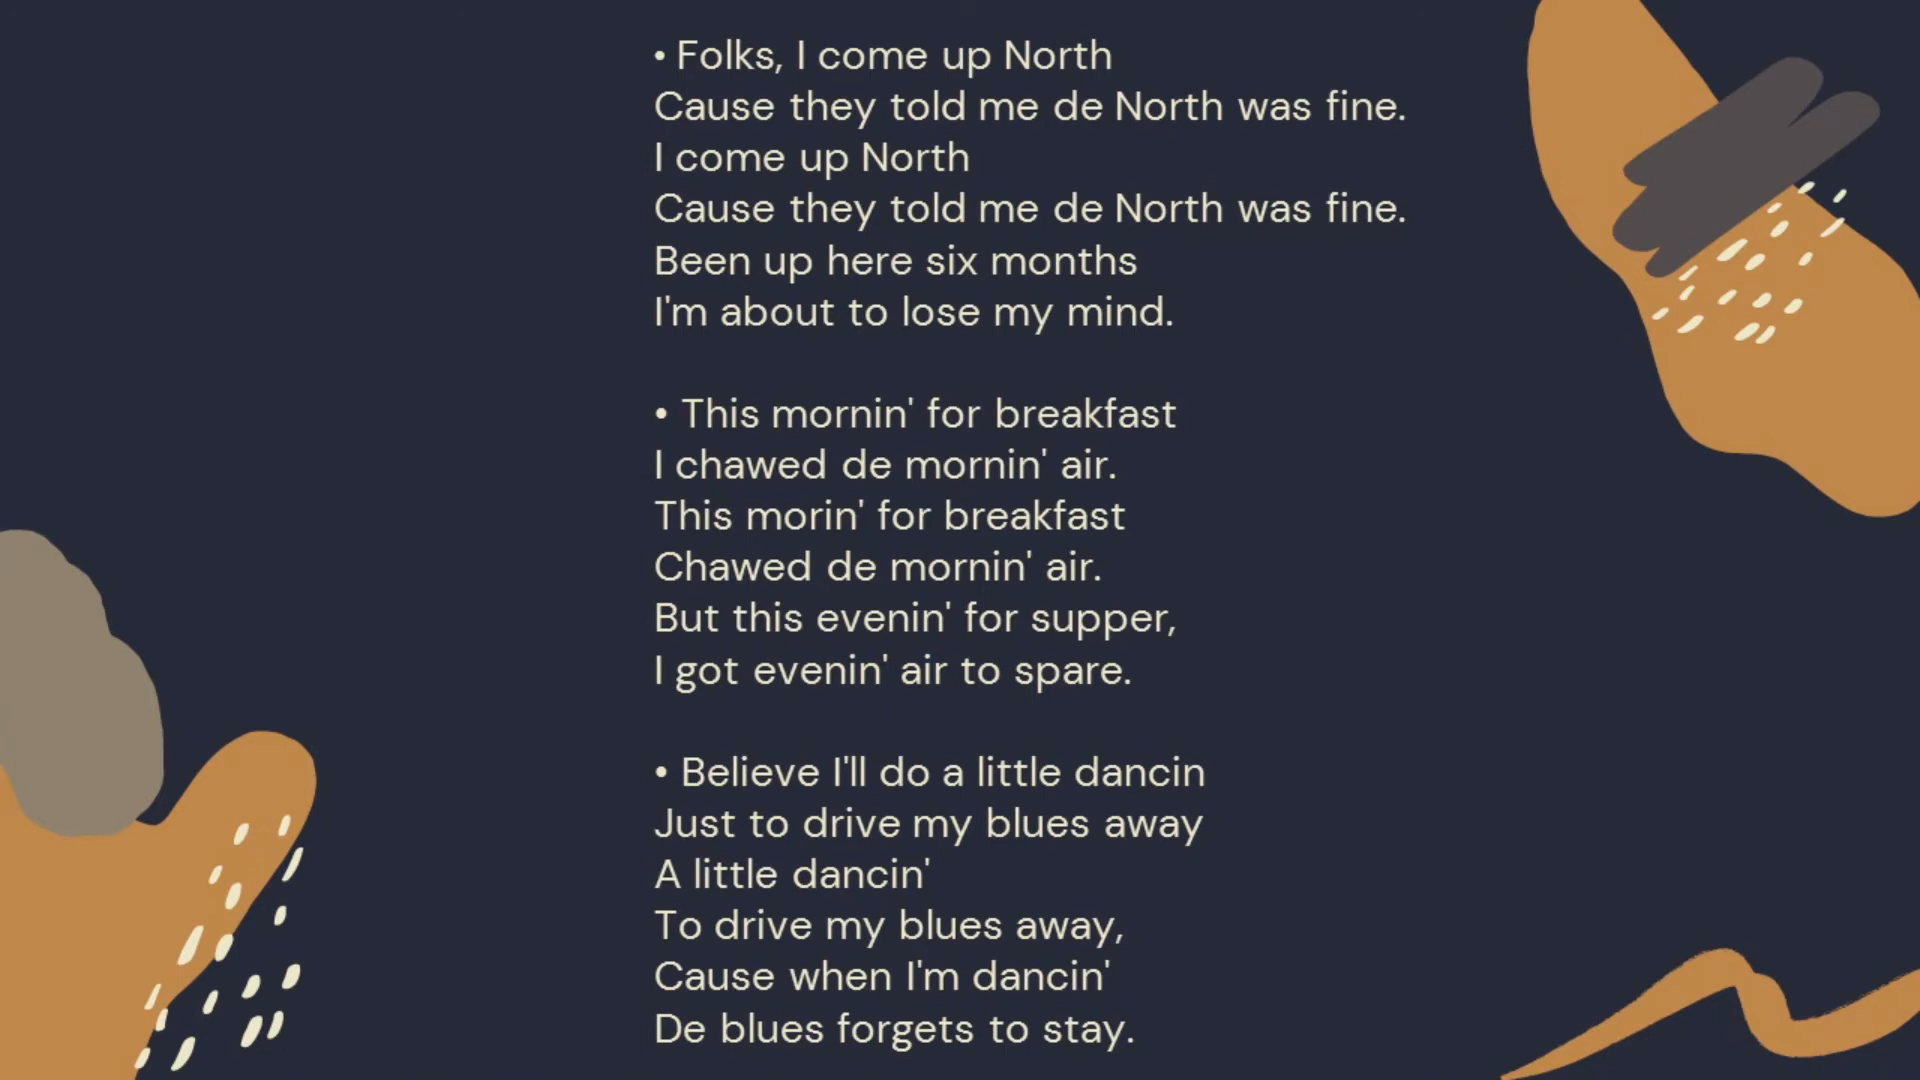 • Folks, I come up North
Cause they told me de North was fine.
I come up North
Cause they told me de North was fine.
Been up here six months
I'm about to lose my mind.
• This mornin' for breakfast
I chawed de mornin' air.
This morin' for breakfast
Chawed de mornin' air.
But this evenin' for supper,
I got evenin' air to spare.
• Believe I'll do a little dancin
Just to drive my blues away
A little dancin'
To drive my blues away,
Cause when I'm dancin'
De blues forgets to stay.